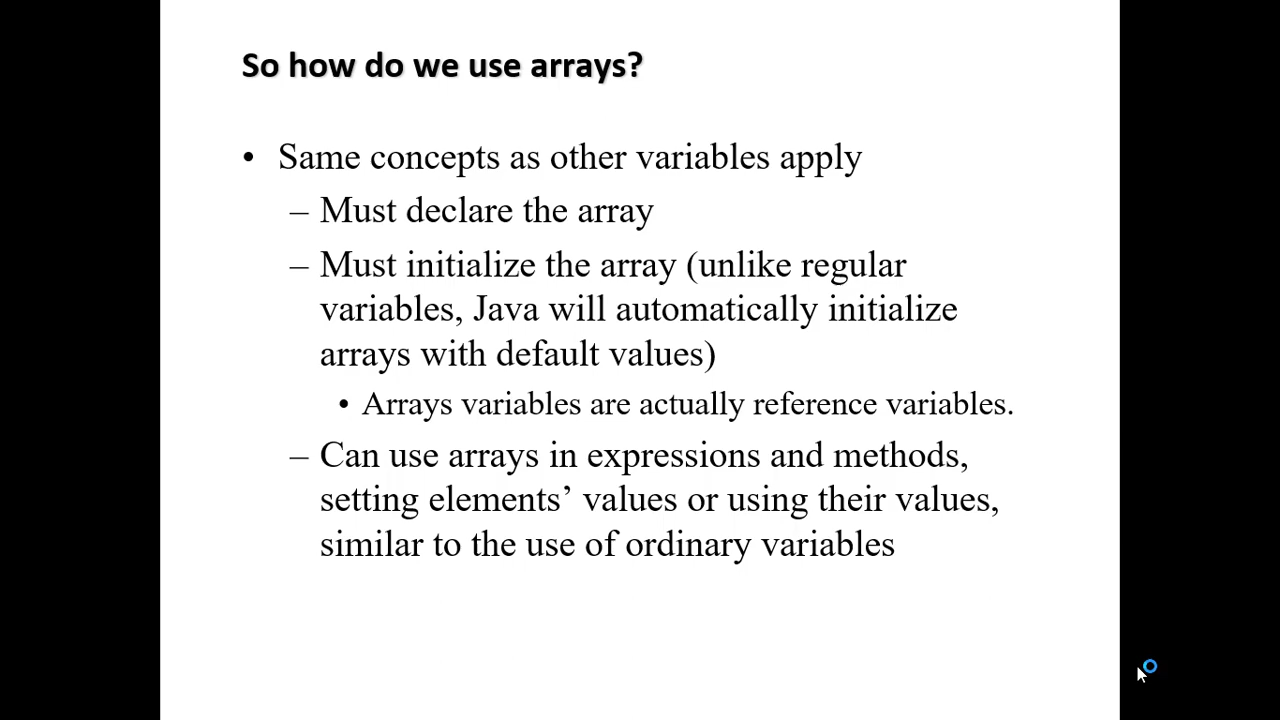 So how do we use arrays?
• Same concepts as other variables apply
– Must declare the array
– Must initialize the array (unlike regular
variables, Java will automatically initialize
arrays with default values)
• Arrays variables are actually reference variables.
– Can use arrays in expressions and methods,
setting elements’ values or using their values,
similar to the use of ordinary variables